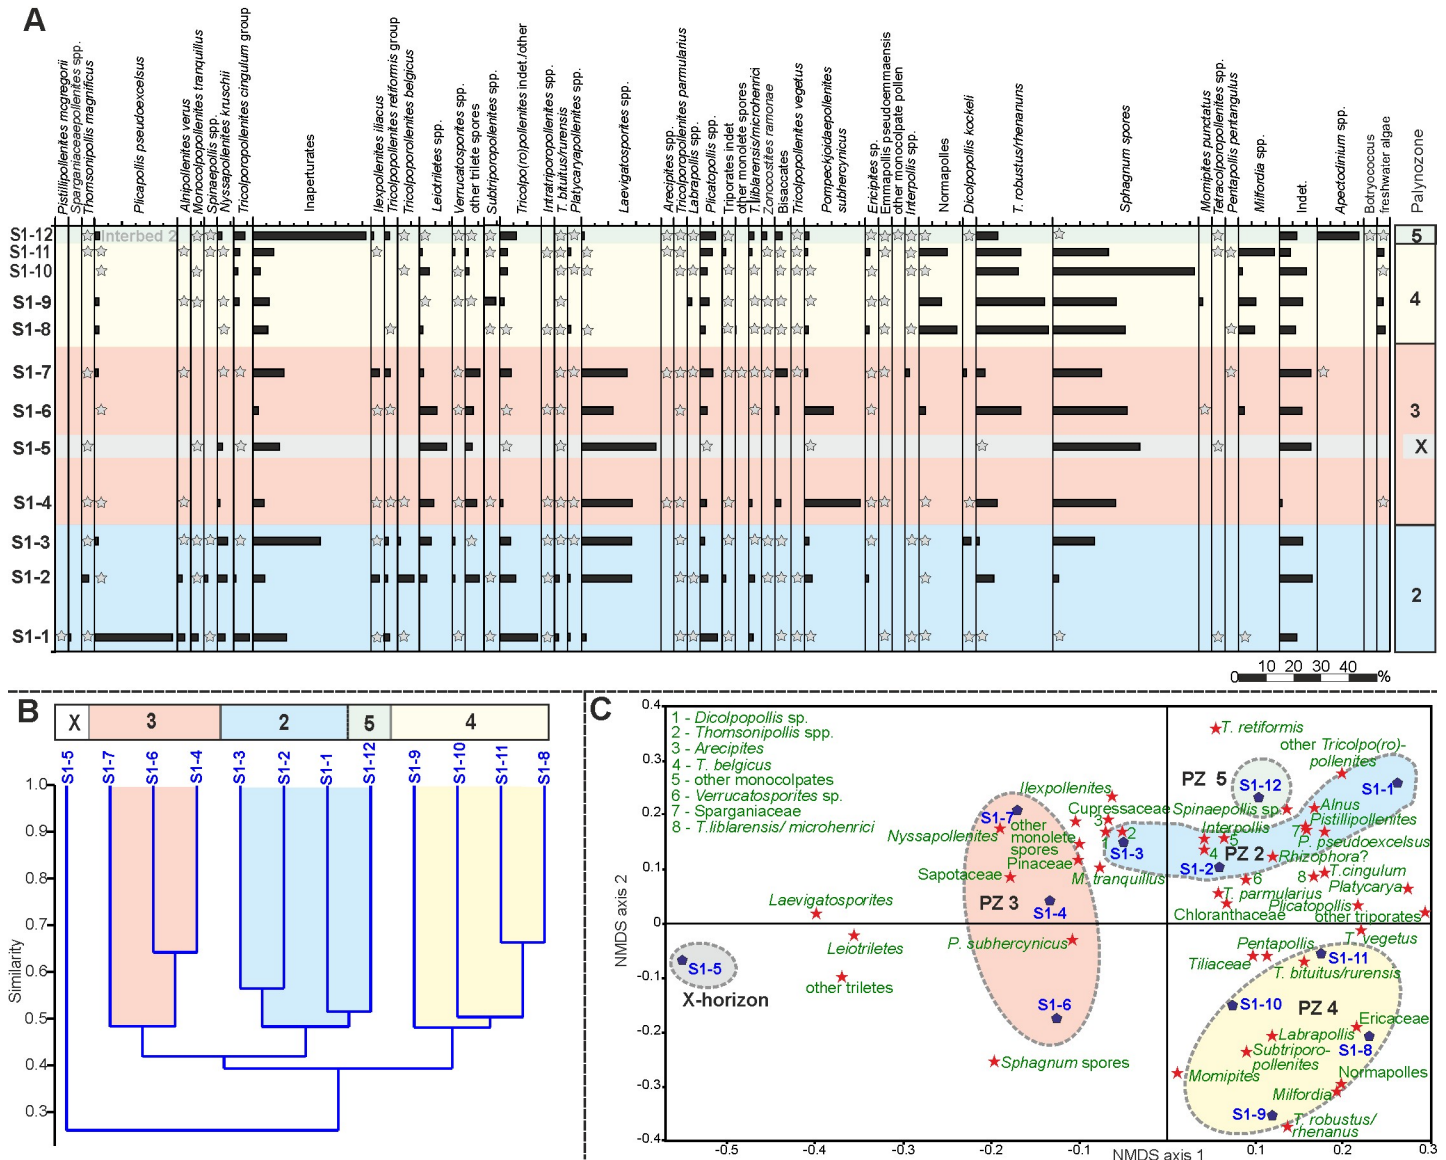 A
Pistillipollenites mcgregorii
Sparganiaceaepollenites spp.
Thomsonipollis magnificus
Plicapollis pseudoexcelsus
Alnipollenites verus
Monocolpopollenites tranquillus
Spinaepollis spp.
Nyssapollenites kruschii
Tricolporopollenites cingulum group
Inaperturates
Ilexpollenites iliacus
Tricolpopollenites retiformis group
Tricolporopollenites belgicus
Leiotriletes spp.
Verrucatosporites spp.
other trilete spores
Subtriporopollenites spp.
Tricolpo(ro)pollenites indet./other
Intratriporopollenites spp.
T. bituitus/rurensis
Platycaryapollenites spp.
Laevigatosporites spp.
Arecipites spp.
Tricolporopollenites parmularius
Labrapollis spp.
Plicatopollis spp.
Triporates indet
other monolete spores
T. liblarensis/microhenrici
Zonocostites ramonae
Bisaccates
Tricolpopollenites vegetus
Pompeckjoidaepollenites
subhercynicus
Ericipites sp.
Emmapollis pseudoemmaensis
other monocolpate pollen
Interpollis spp.
Normapolles
Dicolpopollis kockeli
T. robustus/rhenanuns
Sphagnum spores
Momipites punctatus
Tetracolporopollenites spp.
Pentapollis pentangulus
Milfordia spp.
Indet.
Apectodinium spp.
Botryococcus
freshwater algae
Palynozone
S1-12
Interbed 2
5
S1-11
S1-10
S1-9
4
S1-8
S1-7
S1-6
3
S1-5
X
S1-4
S1-3
S1-2
2
S1-1
0 10 20 30 40 %
B
X 3 2 5 4
S1-5 S1-7 S1-6 S1-4 S1-3 S1-2 S1-1 S1-12 S1-9 S1-10 S1-11 S1-8
1.0
0.9
0.8
0.7
0.6
0.5
0.4
0.3
Similarity
C
0.4
0.3
0.2
0.1
0
-0.1
-0.2
-0.3
-0.4
NMDS axis 2
1 - Dicolpopollis sp.
2 - Thomsonipollis spp.
3 - Arecipites
4 - T. belgicus
5 - other monocolpates
6 - Verrucatosporites sp.
7 - Sparganiaceae
8 - T.liblarensis/ microhenrici
T. retiformis
other Tricolpo(ro)-
pollenites
PZ 5
S1-12
S1-1
Ilexpollenites
Cupressaceae
Spinaepollis sp.
Alnus
S1-7
3
Pistillipollenites
Nyssapollenites
other
monolete
spores
1
2
Interpollis
5
7
P. pseudoexcelsus
S1-3
4
PZ 2
Rhizophora?
Pinaceae
S1-2
Sapotaceae
M. tranquillus
6
8
T.cingulum
Platycarya
Laevigatosporites
PZ 3
T. parmularius
Plicatopollis
S1-4
Chloranthaceae
other triporates
Leiotriletes
P. subhercynicus
T. vegetus
Pentapollis
S1-11
Tiliaceae
T. bituitus/rurensis
S1-5
other triletes
X-horizon
S1-6
S1-10
PZ 4
Ericaceae
Labrapollis
S1-8
Subtriporo-
pollenites
Sphagnum spores
Momipites
Normapolles
Milfordia
S1-9
T. robustus/
rhenanus
-0.5 -0.4 -0.3 -0.2 -0.1 0.1 0.2 0.3
NMDS axis 1